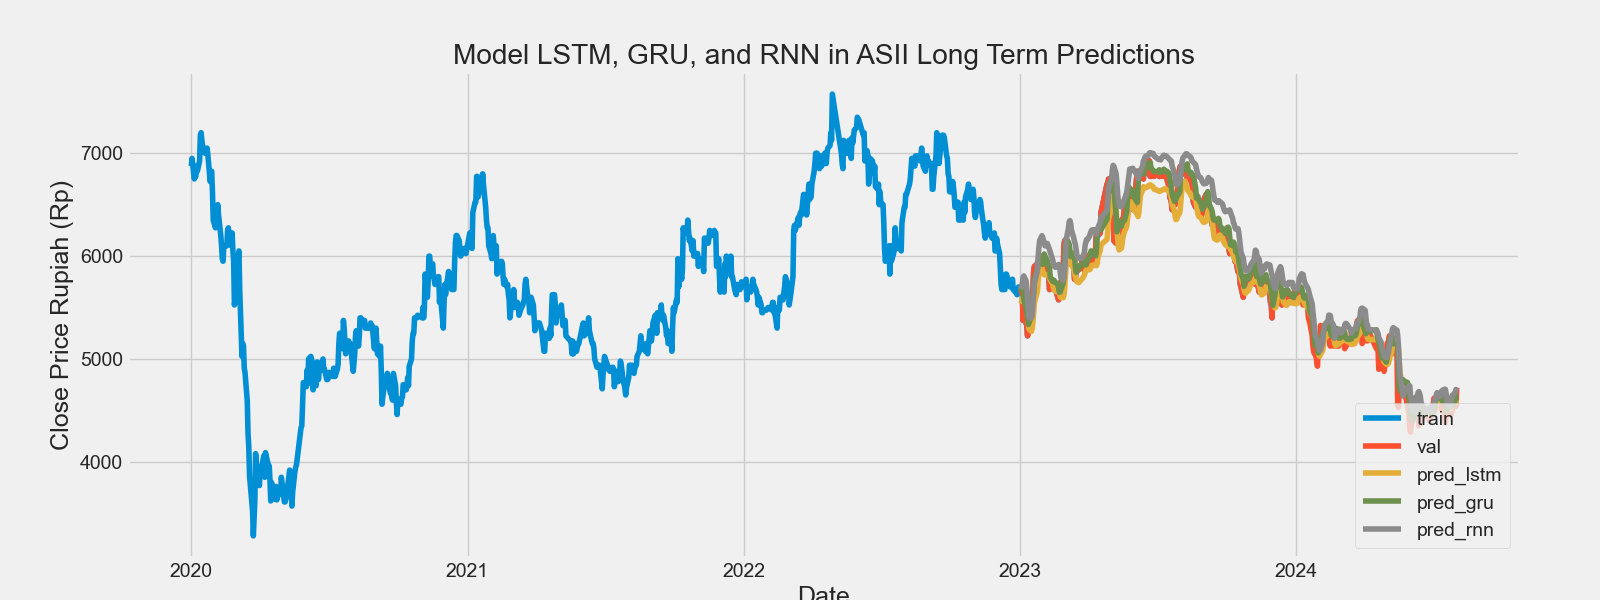 Model LSTM, GRU, and RNN in ASII Long Term Predictions
Close Price Rupiah (Rp)
7000
6000
5000
4000
2020
2021
2022
2023
2024
Date
train
val
pred_lstm
pred_gru
pred_rnn